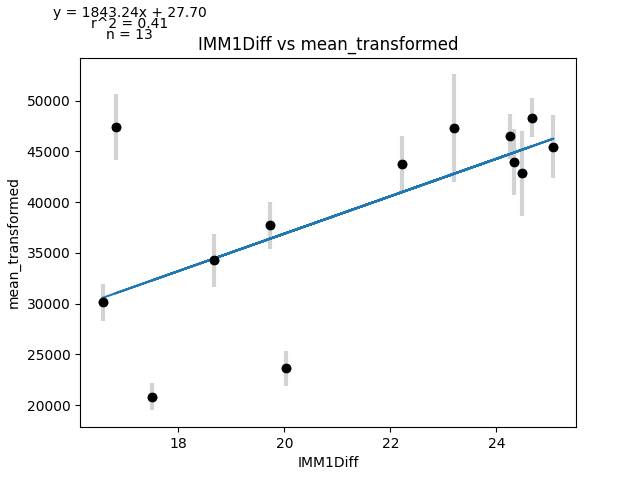 y = 1843.24x + 27.70
r^2 = 0.41
n = 13
IMM1Diff vs mean_transformed
50000
45000
40000
35000
30000
25000
20000
mean_transformed
18 20 22 24
IMM1Diff